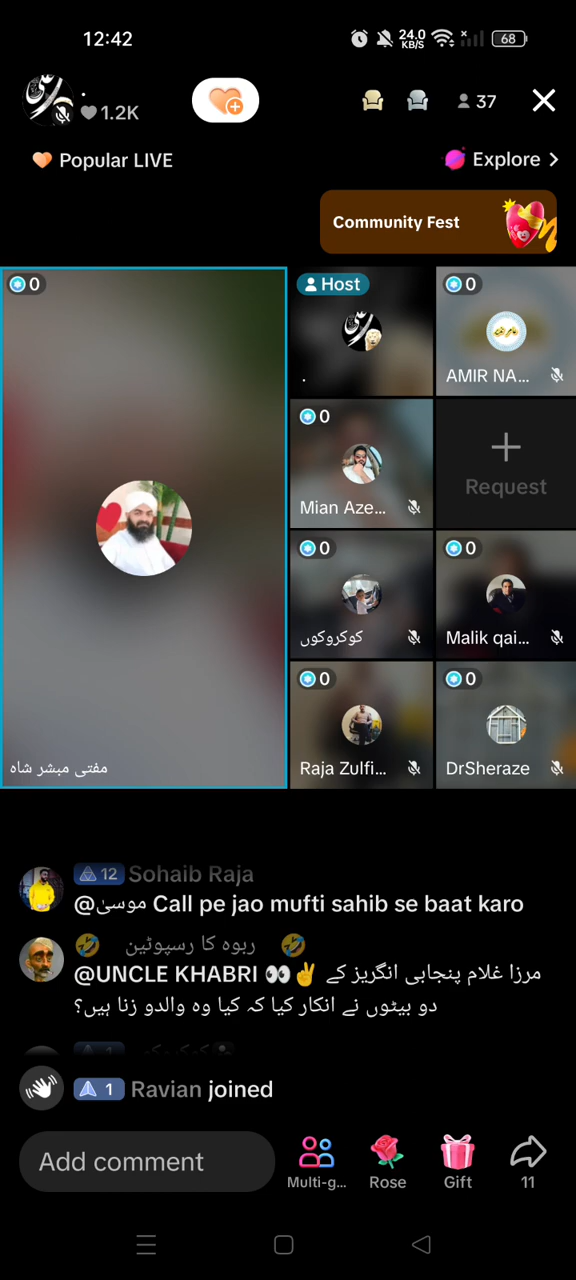 12:42
24.0
KB/S
68
.
1.2K
37
Popular LIVE
Explore >
Community Fest
0
Host
0
.
AMIR NA...
0
Mian Aze...
Request
0
0
کوکروکوں
Malik qai...
0
0
Raja Zulfi...
DrSheraze
مفتی مبشر شاہ
12 Sohaib Raja
@موسیٰ Call pe jao mufti sahib se baat karo
🤣 ربوہ کا رسپوٹین 🤣
@UNCLE KHABRI 👀✌ مرزا غلام پنجابی انگریز کے
دو بیٹوں نے انکار کیا کہ کیا وہ والدو زنا ہیں؟
1 Ravian joined
Add comment
Multi-g...
Rose
Gift
11